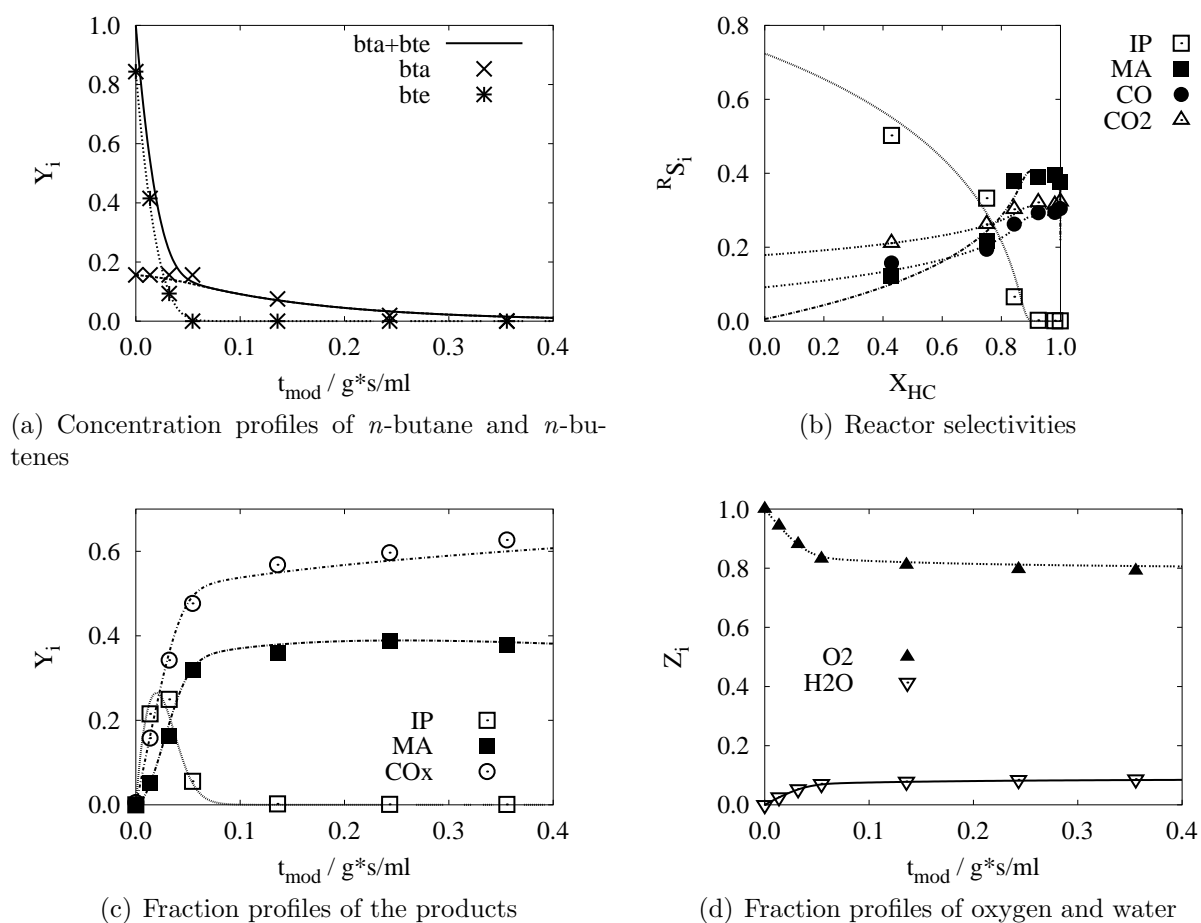 bta+bte
bta
bte
1.0
0.8
0.6
0.4
0.2
0.0
Y_i
0.0 0.1 0.2 0.3 0.4
t_mod / g*s/ml
(a) Concentration profiles of n-butane and n-bu-
tenes
IP
MA
CO
CO2
0.8
0.6
0.4
0.2
0.0
^R S_i
0.0 0.2 0.4 0.6 0.8 1.0
X_HC
(b) Reactor selectivities
0.6
0.4
0.2
0.0
Y_i
IP
MA
COx
0.0 0.1 0.2 0.3 0.4
t_mod / g*s/ml
(c) Fraction profiles of the products
1.0
0.8
0.6
0.4
0.2
0.0
Z_i
O2
H2O
0.0 0.1 0.2 0.3 0.4
t_mod / g*s/ml
(d) Fraction profiles of oxygen and water